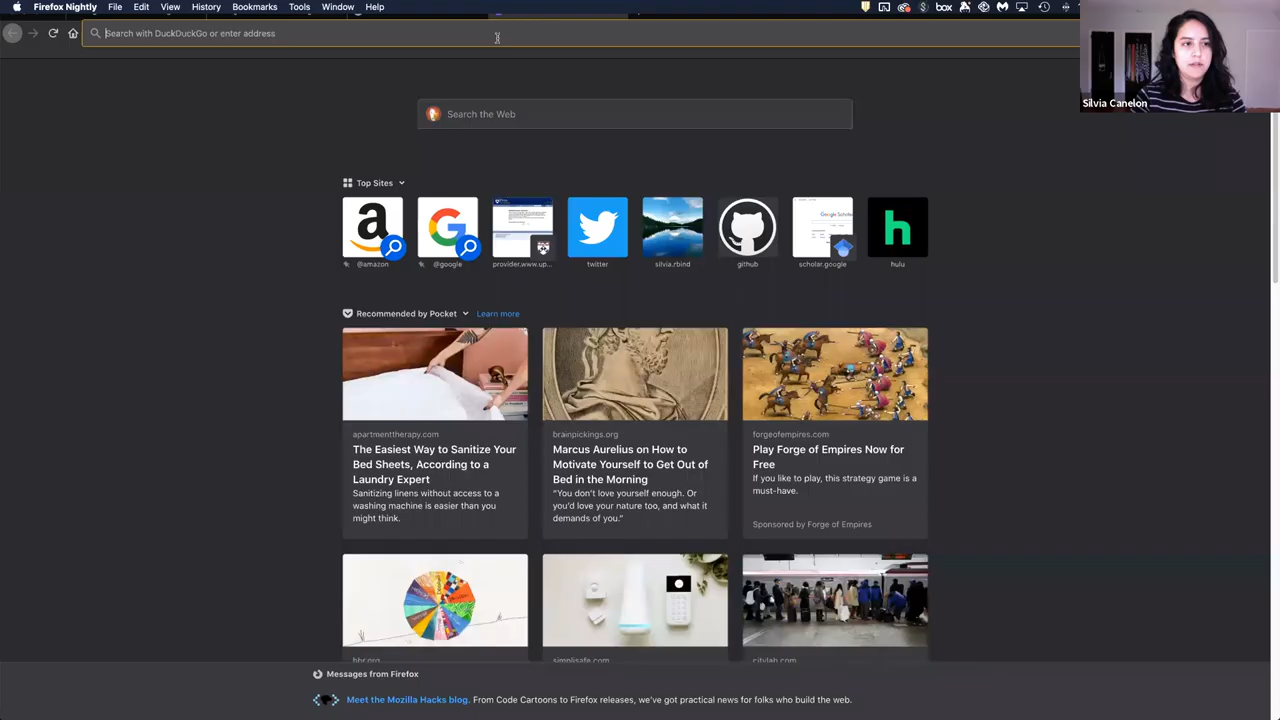 Firefox Nightly File Edit View History Bookmarks Tools Window Help
box
Search with DuckDuckGo or enter address
Silvia Canelon
Search the Web
Top Sites
@amazon
@google
provider.www.up...
twitter
silvia.rbind
github
scholar.google
hulu
Recommended by Pocket
Learn more
apartmenttherapy.com
The Easiest Way to Sanitize Your
Bed Sheets, According to a
Laundry Expert
Sanitizing linens without access to a
washing machine is easier than you
might think.
brainpickings.org
Marcus Aurelius on How to
Motivate Yourself to Get Out of
Bed in the Morning
“You don’t love yourself enough. Or
you’d love your nature too, and what it
demands of you.”
forgeofempires.com
Play Forge of Empires Now for
Free
If you like to play, this strategy game is a
must-have.
Sponsored by Forge of Empires
hbr.org
simplisafe.com
citylab.com
Messages from Firefox
Meet the Mozilla Hacks blog. From Code Cartoons to Firefox releases, we’ve got practical news for folks who build the web.